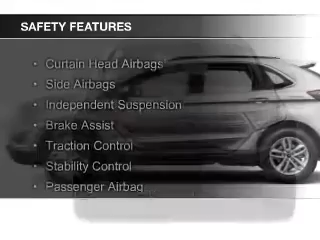 SAFETY FEATURES
• Curtain Head Airbags
• Side Airbags
• Independent Suspension
• Brake Assist
• Traction Control
• Stability Control
• Passenger Airbag